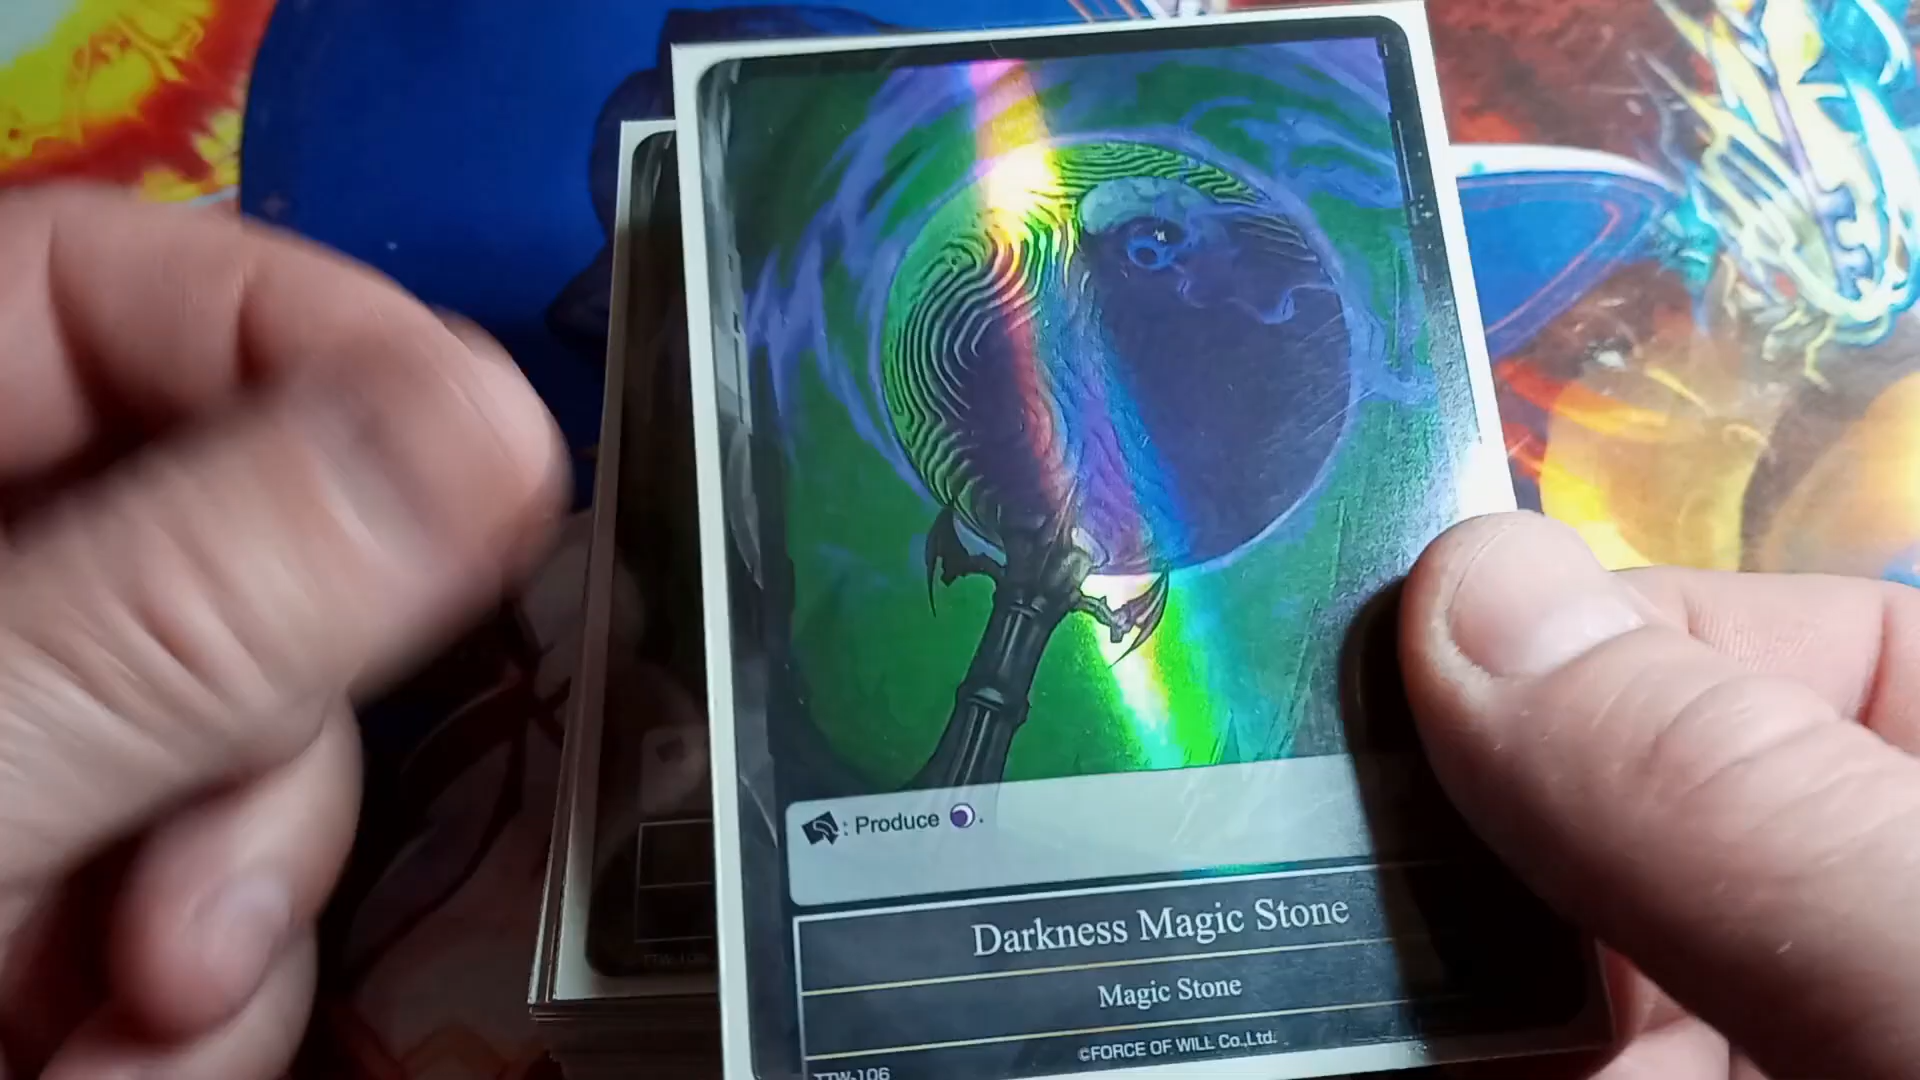 : Produce .
Darkness Magic Stone
Magic Stone
©FORCE OF WILL Co.,Ltd.
TTW-106